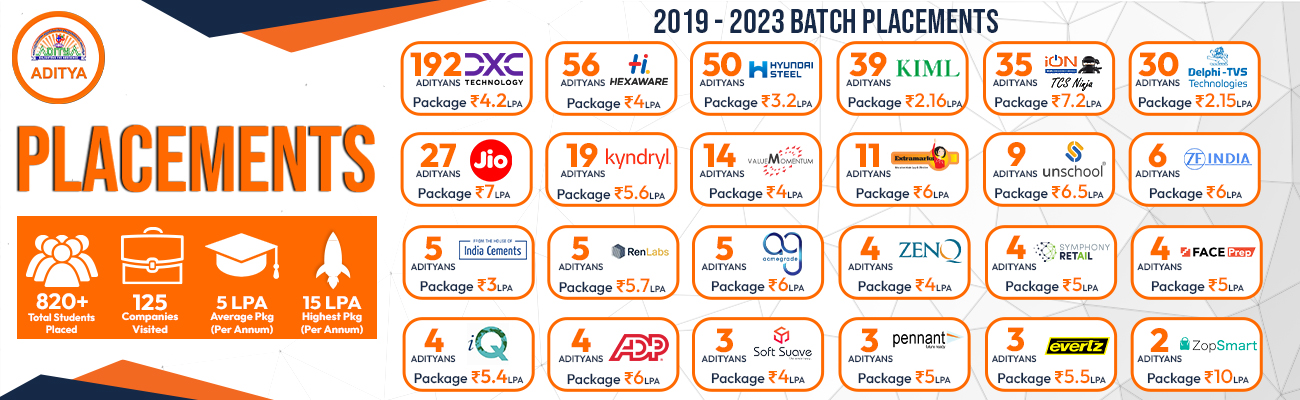 ADITYA
ADITYA
PLACEMENTS
820+
Total Students
Placed
125
Companies
Visited
5 LPA
Average Pkg
(Per Annum)
15 LPA
Highest Pkg
(Per Annum)
2019 - 2023 BATCH PLACEMENTS
192 DXC
ADITYANS TECHNOLOGY
Package ₹4.2LPA
56 Hi.
ADITYANS HEXAWARE
Package ₹4LPA
50 HYUNDAI
ADITYANS STEEL
Package ₹3.2LPA
39 KIML
ADITYANS
Package ₹2.16LPA
35 iON
ADITYANS TCS Ninja
Package ₹7.2LPA
30 Delphi-TVS
ADITYANS Technologies
Package ₹2.15LPA
27 Jio
ADITYANS
Package ₹7LPA
19 kyndryl
ADITYANS
Package ₹5.6LPA
14 VALUEMOMENTUM
ADITYANS
Package ₹4LPA
11 Extramarks
ADITYANS
Package ₹6LPA
9
ADITYANS unschool
Package ₹6.5LPA
6 ZF INDIA
ADITYANS
Package ₹6LPA
5 FROM THE HOUSE OF
India Cements
ADITYANS
Package ₹3LPA
5 RenLabs
ADITYANS
Package ₹5.7LPA
5 ag
ADITYANS acmegrade
Package ₹6LPA
4 ZENQ
ADITYANS
Package ₹4LPA
4 SYMPHONY
RETAIL
ADITYANS
Package ₹5LPA
4 FACE Prep
ADITYANS
Package ₹5LPA
4 iQ
ADITYANS
Package ₹5.4LPA
4 ADP
ADITYANS
Package ₹6LPA
3 Soft Suave
ADITYANS
Package ₹4LPA
3 pennant
future ready
ADITYANS
Package ₹5LPA
3 evertz
ADITYANS
Package ₹5.5LPA
2 ZopSmart
ADITYANS
Package ₹10LPA